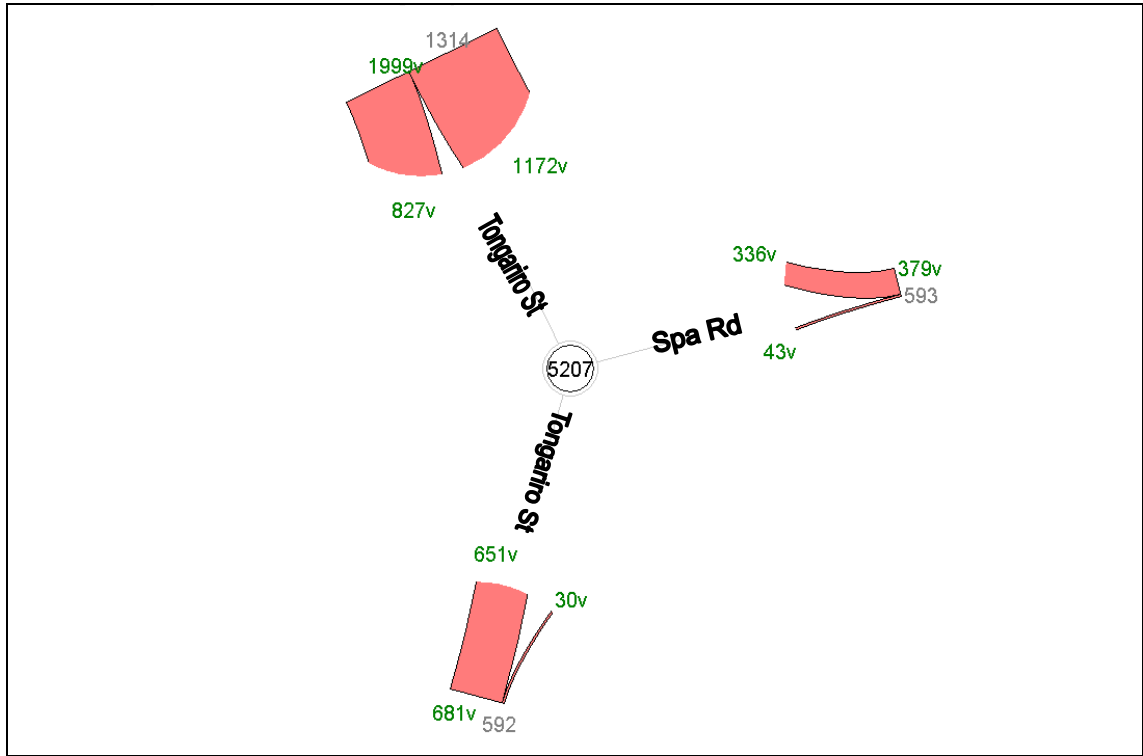 1314
1999v
1172v
827v
Tongariro St
336v
379v
593
Spa Rd
43v
5207
Tongariro St
651v
30v
681v
592